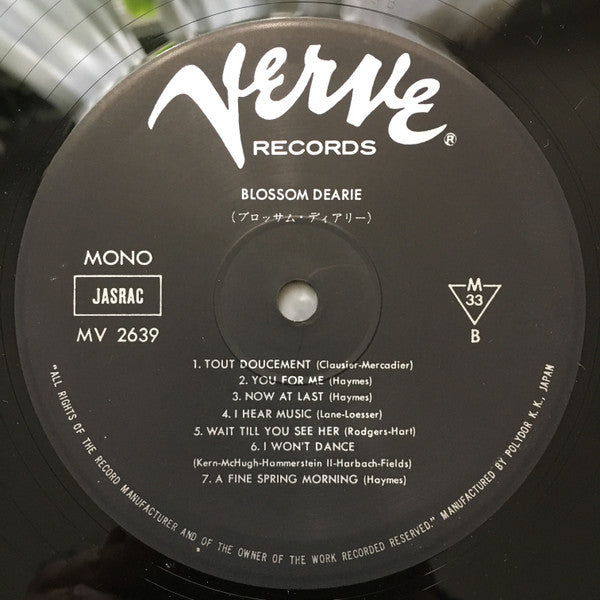 VERVE ®
RECORDS
BLOSSOM DEARIE
(ブロッサム・ディアリー)
MONO
JASRAC
MV 2639
M
33
B
1. TOUT DOUCEMENT (Clausior-Mercadier)
2. YOU FOR ME (Haymes)
3. NOW AT LAST (Haymes)
4. I HEAR MUSIC (Lane-Loesser)
5. WAIT TILL YOU SEE HER (Rodgers-Hart)
6. I WON'T DANCE
(Kern-McHugh-Hammerstein II-Harbach-Fields)
7. A FINE SPRING MORNING (Haymes)
"ALL RIGHTS OF THE RECORD MANUFACTURER AND OF THE OWNER OF THE WORK RECORDED RESERVED." MANUFACTURED BY POLYDOR K. K., JAPAN